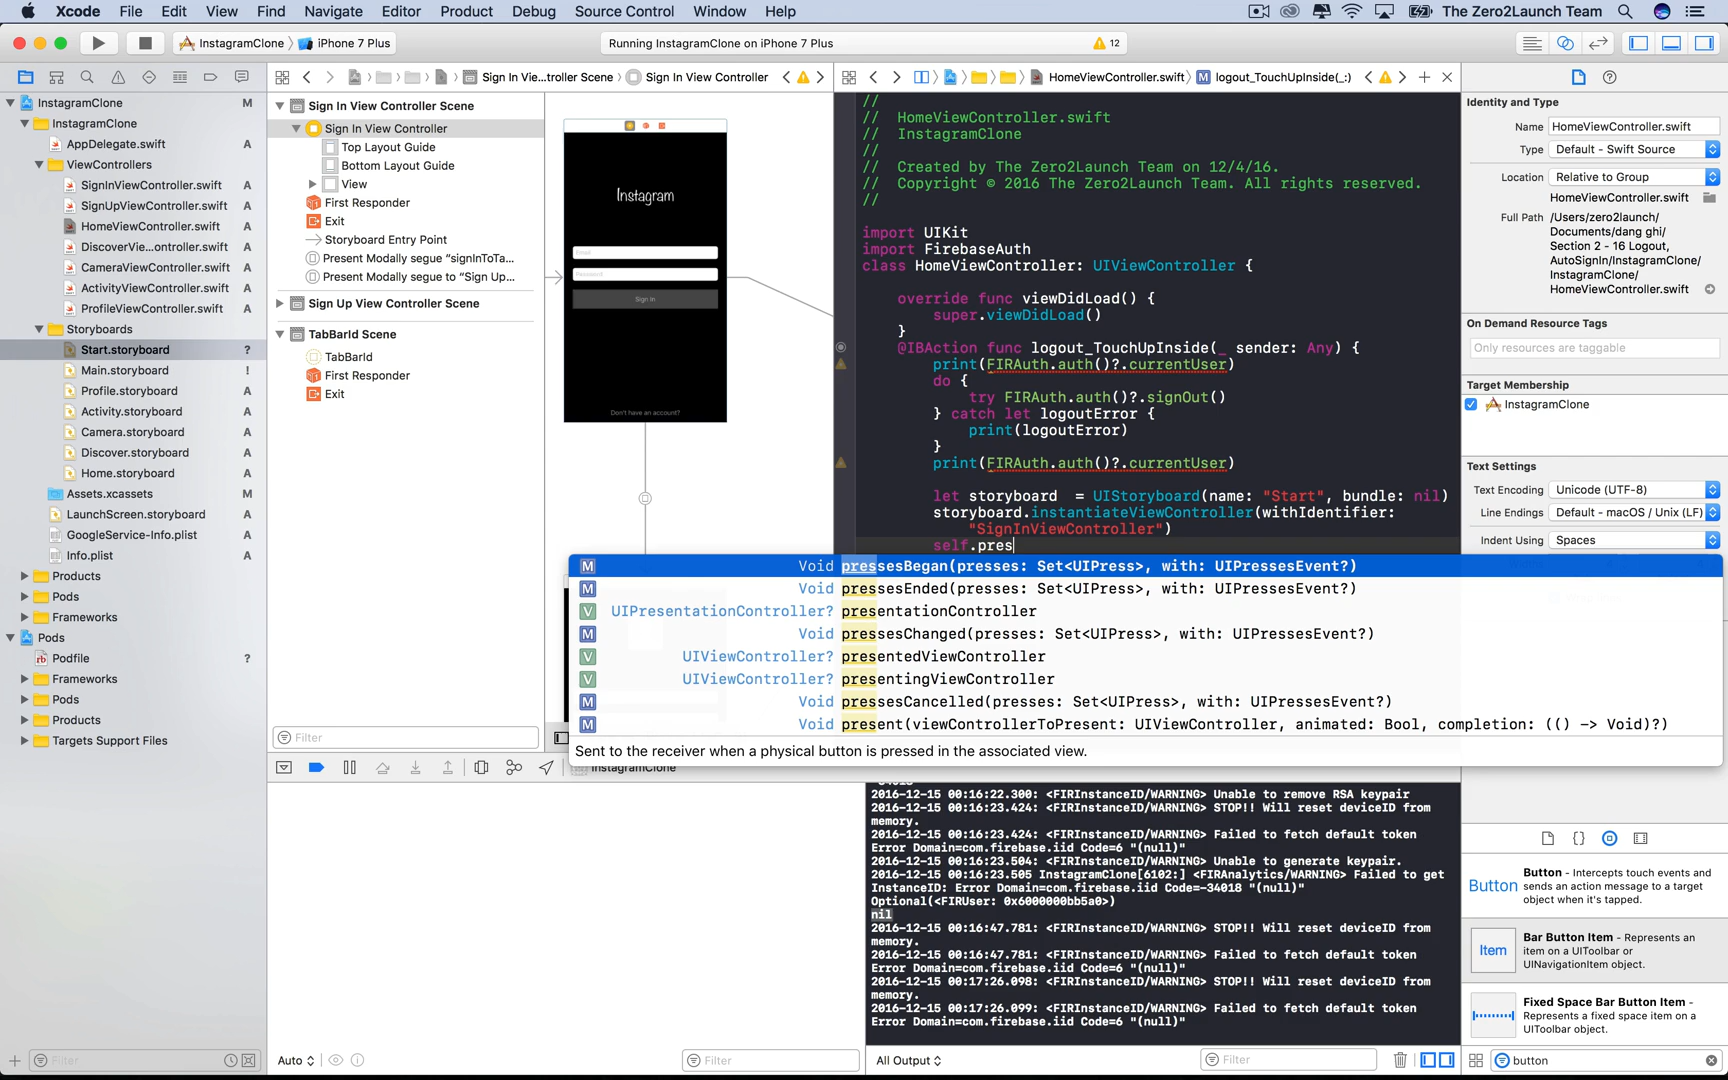 Xcode File Edit View Find Navigate Editor Product Debug Source Control Window Help The Zero2Launch Team
InstagramClone iPhone 7 Plus Running InstagramClone on iPhone 7 Plus 12
InstagramClone M
InstagramClone
AppDelegate.swift A
ViewControllers
SignInViewController.swift A
SignUpViewController.swift A
HomeViewController.swift A
DiscoverVie...ontroller.swift A
CameraViewController.swift A
ActivityViewController.swift A
ProfileViewController.swift A
Storyboards
Start.storyboard ?
Main.storyboard !
Profile.storyboard A
Activity.storyboard A
Camera.storyboard A
Discover.storyboard A
Home.storyboard A
Assets.xcassets M
LaunchScreen.storyboard A
GoogleService-Info.plist A
Info.plist A
Products
Pods
Frameworks
Pods
Podfile ?
Frameworks
Pods
Products
Targets Support Files
Filter
Sign In Vie...troller Scene Sign In View Controller
Sign In View Controller Scene
Sign In View Controller
Top Layout Guide
Bottom Layout Guide
View
First Responder
Exit
Storyboard Entry Point
Present Modally segue "signInToTa...
Present Modally segue to "Sign Up...
Sign Up View Controller Scene
TabBarId Scene
TabBarId
First Responder
Exit
Filter
Instagram
Email
Password
Sign In
Don't have an account?
HomeViewController.swift M logout_TouchUpInside(_:)
//
// HomeViewController.swift
// InstagramClone
//
// Created by The Zero2Launch Team on 12/4/16.
// Copyright © 2016 The Zero2Launch Team. All rights reserved.
//
import UIKit
import FirebaseAuth
class HomeViewController: UIViewController {
override func viewDidLoad() {
super.viewDidLoad()
}
@IBAction func logout_TouchUpInside(_ sender: Any) {
print(FIRAuth.auth()?.currentUser)
do {
try FIRAuth.auth()?.signOut()
} catch let logoutError {
print(logoutError)
}
print(FIRAuth.auth()?.currentUser)
let storyboard  = UIStoryboard(name: "Start", bundle: nil)
storyboard.instantiateViewController(withIdentifier:
"SignInViewController")
self.pres
M Void pressesBegan(presses: Set<UIPress>, with: UIPressesEvent?)
M Void pressesEnded(presses: Set<UIPress>, with: UIPressesEvent?)
V UIPresentationController? presentationController
M Void pressesChanged(presses: Set<UIPress>, with: UIPressesEvent?)
V UIViewController? presentedViewController
V UIViewController? presentingViewController
M Void pressesCancelled(presses: Set<UIPress>, with: UIPressesEvent?)
M Void present(viewControllerToPresent: UIViewController, animated: Bool, completion: (() -> Void)?)
Sent to the receiver when a physical button is pressed in the associated view.
InstagramClone
2016-12-15 00:16:22.300: <FIRInstanceID/WARNING> Unable to remove RSA keypair
2016-12-15 00:16:23.424: <FIRInstanceID/WARNING> STOP!! Will reset deviceID from
memory.
2016-12-15 00:16:23.424: <FIRInstanceID/WARNING> Failed to fetch default token
Error Domain=com.firebase.iid Code=6 "(null)"
2016-12-15 00:16:23.504: <FIRInstanceID/WARNING> Unable to generate keypair.
2016-12-15 00:16:23.505 InstagramClone[6102:] <FIRAnalytics/WARNING> Failed to get
InstanceID: Error Domain=com.firebase.iid Code=-34018 "(null)"
Optional(<FIRUser: 0x6000000bb5a0>)
nil
2016-12-15 00:16:47.781: <FIRInstanceID/WARNING> STOP!! Will reset deviceID from
memory.
2016-12-15 00:16:47.781: <FIRInstanceID/WARNING> Failed to fetch default token
Error Domain=com.firebase.iid Code=6 "(null)"
2016-12-15 00:17:26.098: <FIRInstanceID/WARNING> STOP!! Will reset deviceID from
memory.
2016-12-15 00:17:26.099: <FIRInstanceID/WARNING> Failed to fetch default token
Error Domain=com.firebase.iid Code=6 "(null)"
Auto Filter All Output Filter
Identity and Type
Name HomeViewController.swift
Type Default - Swift Source
Location Relative to Group
HomeViewController.swift
Full Path /Users/zero2launch/
Documents/dang ghi/
Section 2 - 16 Logout,
AutoSignIn/InstagramClone/
InstagramClone/
HomeViewController.swift
On Demand Resource Tags
Only resources are taggable
Target Membership
InstagramClone
Text Settings
Text Encoding Unicode (UTF-8)
Line Endings Default - macOS / Unix (LF)
Indent Using Spaces
Button Button - Intercepts touch events and
sends an action message to a target
object when it's tapped.
Item Bar Button Item - Represents an
item on a UIToolbar or
UINavigationItem object.
Fixed Space Bar Button Item -
Represents a fixed space item on a
UIToolbar object.
button